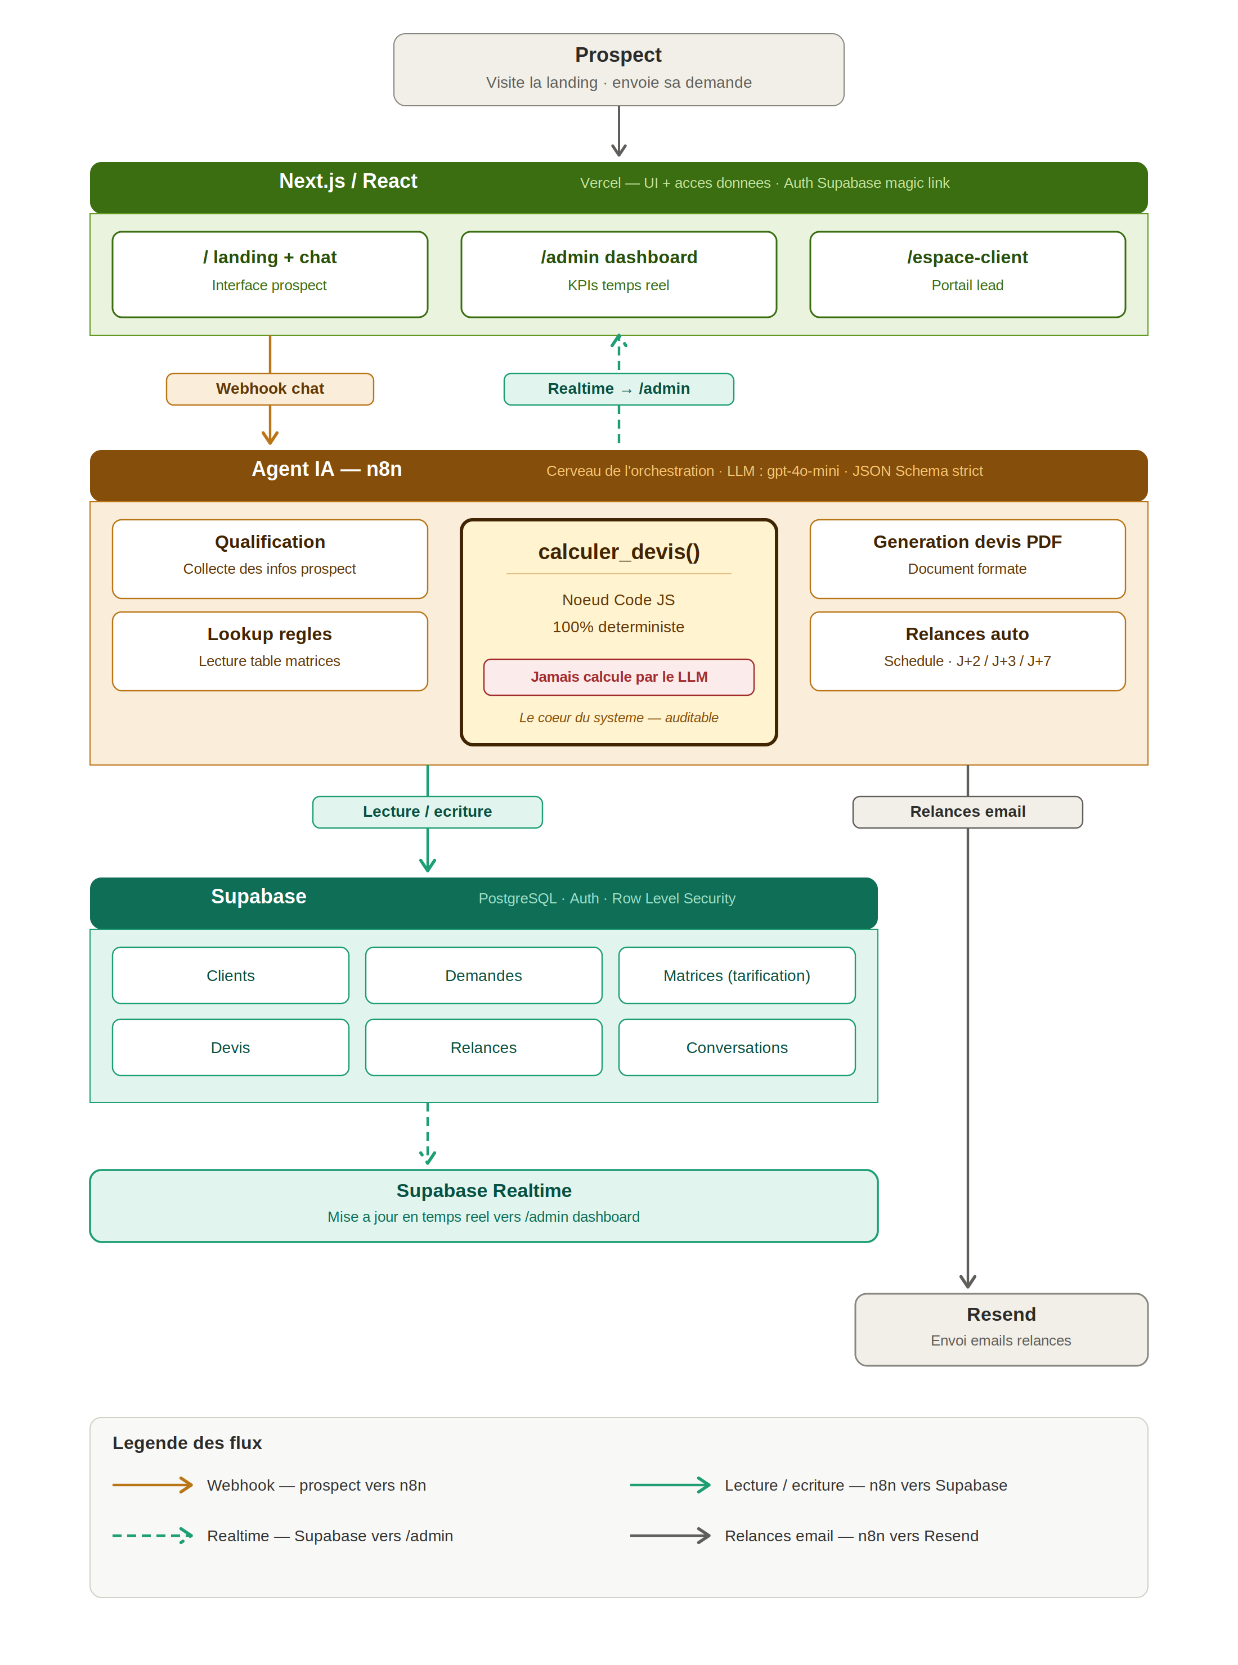 Prospect
Visite la landing · envoie sa demande
Next.js / React
Vercel — UI + acces donnees · Auth Supabase magic link
/ landing + chat
Interface prospect
/admin dashboard
KPIs temps reel
/espace-client
Portail lead
Webhook chat
Realtime → /admin
Agent IA — n8n
Cerveau de l'orchestration · LLM : gpt-4o-mini · JSON Schema strict
Qualification
Collecte des infos prospect
Lookup regles
Lecture table matrices
calculer_devis()
Noeud Code JS
100% deterministe
Jamais calcule par le LLM
Le coeur du systeme — auditable
Generation devis PDF
Document formate
Relances auto
Schedule · J+2 / J+3 / J+7
Lecture / ecriture
Relances email
Supabase
PostgreSQL · Auth · Row Level Security
Clients
Demandes
Matrices (tarification)
Devis
Relances
Conversations
Supabase Realtime
Mise a jour en temps reel vers /admin dashboard
Resend
Envoi emails relances
Legende des flux
Webhook — prospect vers n8n
Lecture / ecriture — n8n vers Supabase
Realtime — Supabase vers /admin
Relances email — n8n vers Resend